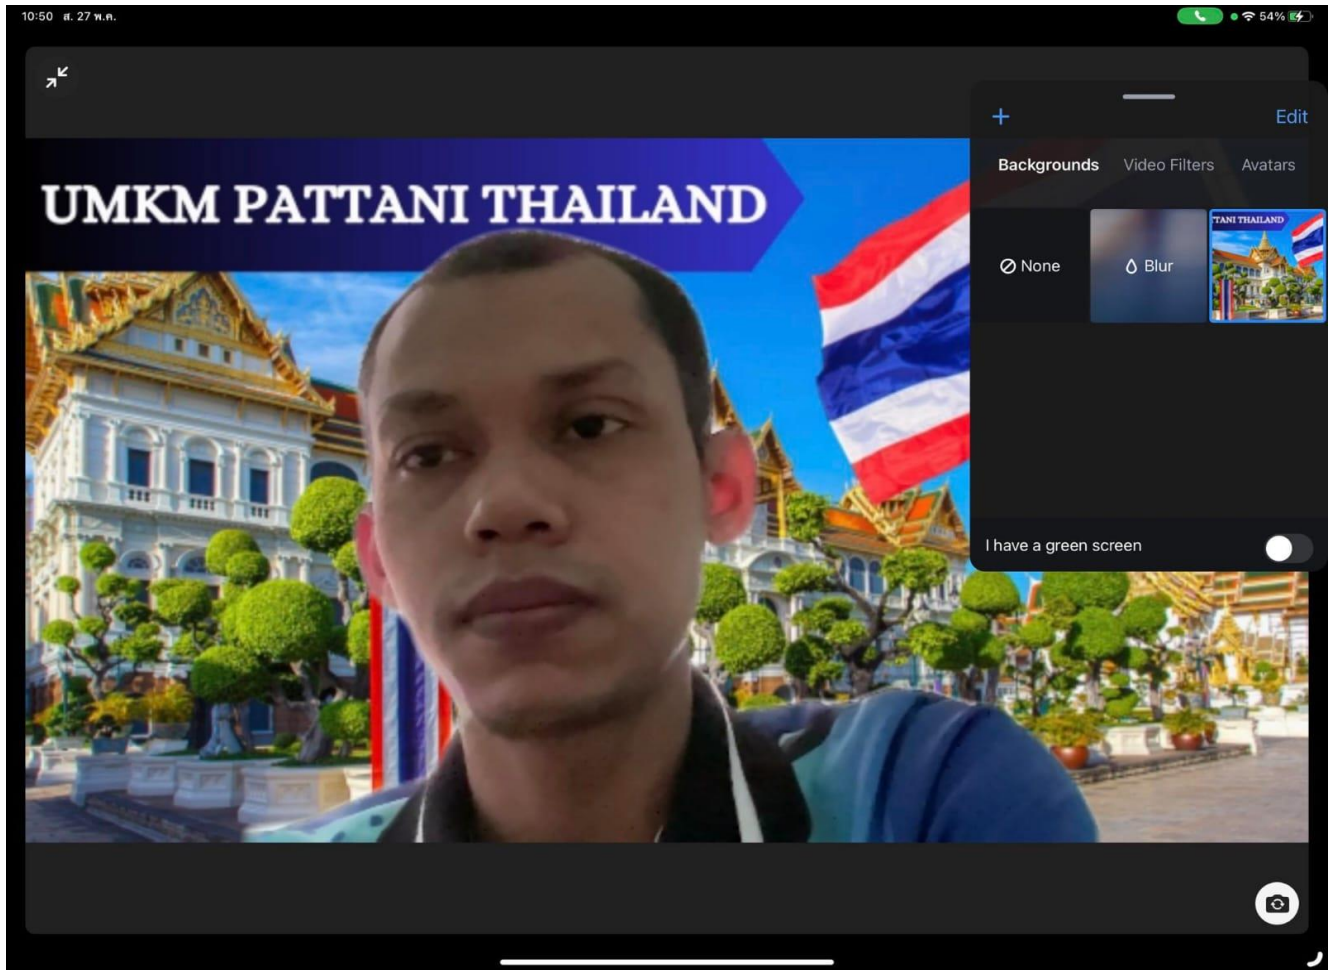 10:50 ส. 27 พ.ค.
54%
Edit
Backgrounds Video Filters Avatars
UMKM PATTANI THAILAND
TANI THAILAND
None
Blur
I have a green screen